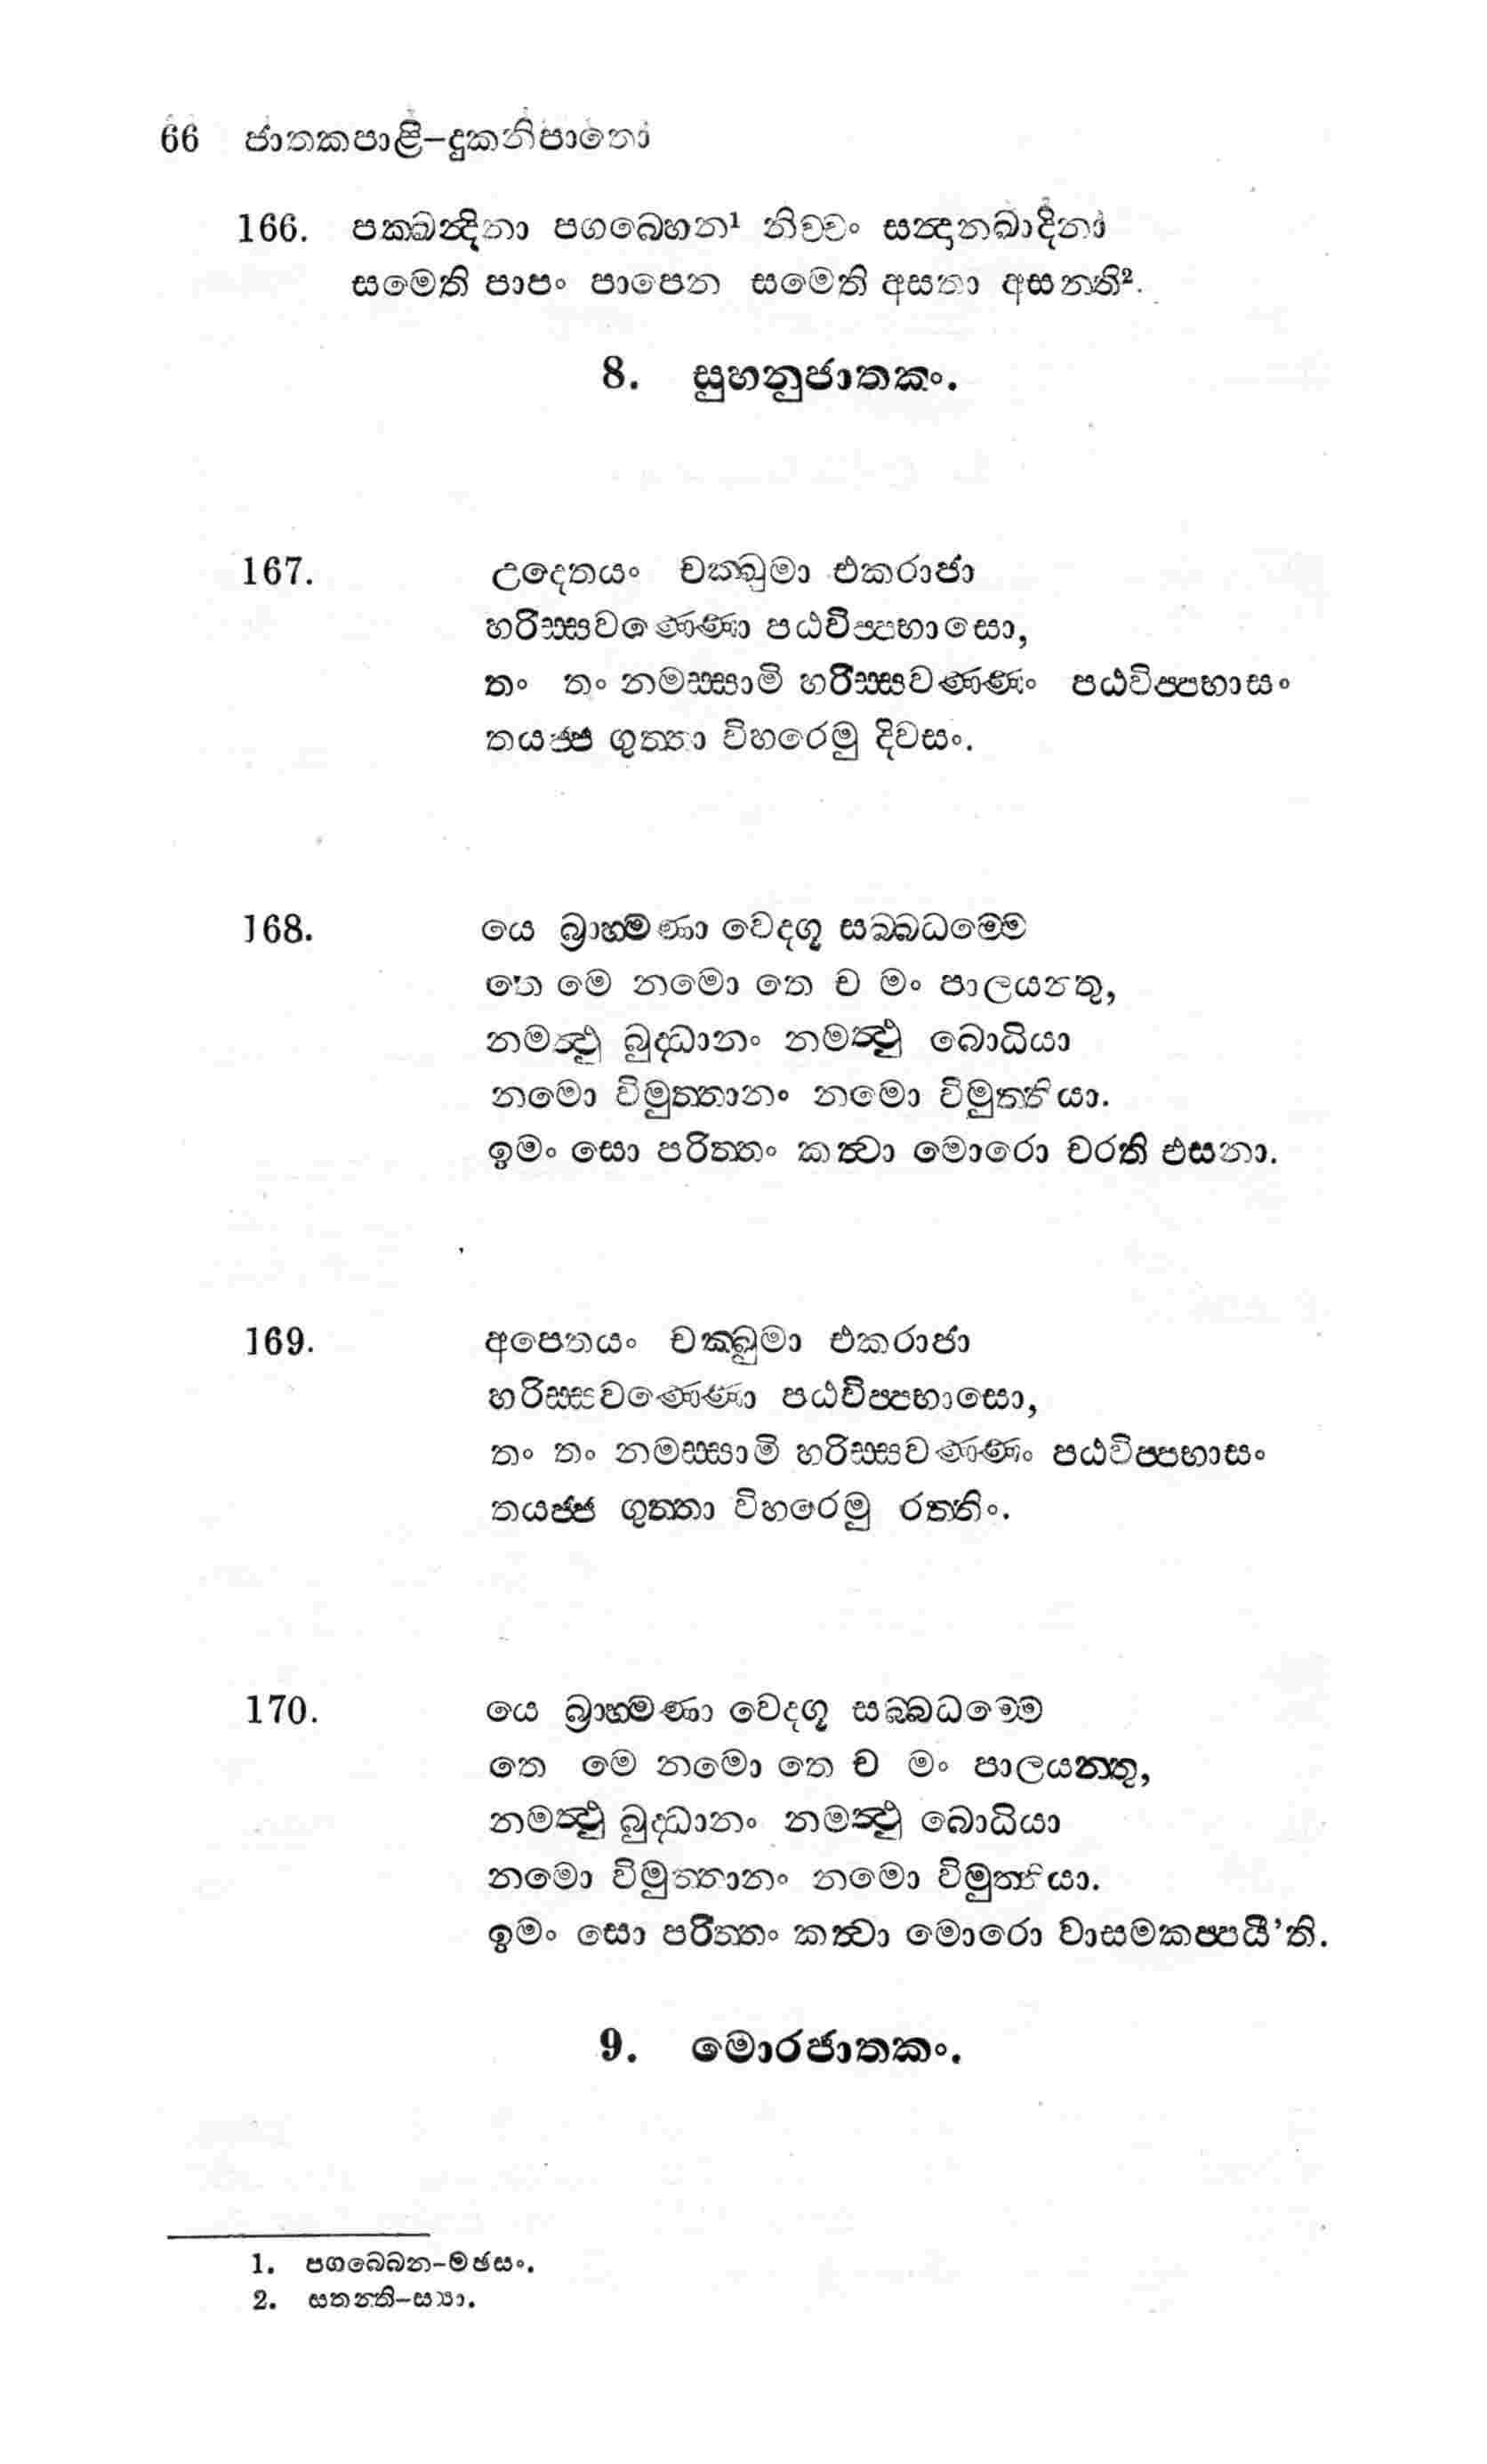 66 ජාතකපාළි-දුකනිපාතො
166. පක්ඛන්දිනා පගබ්භෙන¹ නිච්චං සන්දානඛාදිනා
සමෙති පාපං පාපෙන සමෙති අසතා අසන්ති².
8. සුහනුජාතකං.
167. උදෙතයං චක්ඛුමා එකරාජා
හරිස්සවණ්ණො පඨවිප්පභාසො,
තං තං නමස්සාමි හරිස්සවණ්ණං පඨවිප්පභාසං
තයජ්ජ ගුත්තා විහරෙමු දිවසං.
168. යෙ බ්‍රාහ්මණා වෙදගූ සබ්බධම්මෙ
තෙ මෙ නමො තෙ ච මං පාලයන්තු,
නමත්ථු බුද්ධානං නමත්ථු බොධියා
නමො විමුත්තානං නමො විමුත්තියා.
ඉමං සො පරිත්තං කත්වා මොරො චරති එසනා.
169. අපෙතයං චක්ඛුමා එකරාජා
හරිස්සවණ්ණො පඨවිප්පභාසො,
තං තං නමස්සාමි හරිස්සවණ්ණං පඨවිප්පභාසං
තයජ්ජ ගුත්තා විහරෙමු රත්තිං.
170. යෙ බ්‍රාහ්මණා වෙදගූ සබ්බධම්මෙ
තෙ මෙ නමො තෙ ච මං පාලයන්තු,
නමත්ථු බුද්ධානං නමත්ථු බොධියා
නමො විමුත්තානං නමො විමුත්තියා.
ඉමං සො පරිත්තං කත්වා මොරො වාසමකප්පයී'ති.
9. මොරජාතකං.
1. පගබ්බෙන-මඡසං.
2. සතන්ති-ස්‍යා.